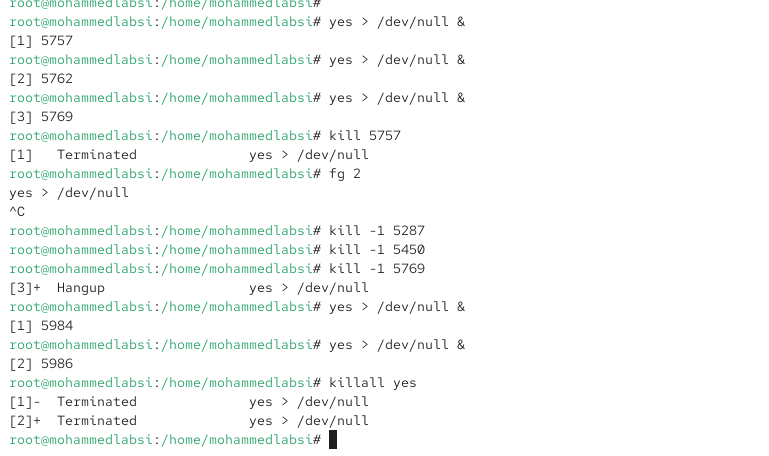 root@mohammedlabsi:/home/mohammedlabsi#
root@mohammedlabsi:/home/mohammedlabsi# yes > /dev/null &
[1] 5757
root@mohammedlabsi:/home/mohammedlabsi# yes > /dev/null &
[2] 5762
root@mohammedlabsi:/home/mohammedlabsi# yes > /dev/null &
[3] 5769
root@mohammedlabsi:/home/mohammedlabsi# kill 5757
[1]   Terminated              yes > /dev/null
root@mohammedlabsi:/home/mohammedlabsi# fg 2
yes > /dev/null
^C
root@mohammedlabsi:/home/mohammedlabsi# kill -1 5287
root@mohammedlabsi:/home/mohammedlabsi# kill -1 5450
root@mohammedlabsi:/home/mohammedlabsi# kill -1 5769
[3]+  Hangup                  yes > /dev/null
root@mohammedlabsi:/home/mohammedlabsi# yes > /dev/null &
[1] 5984
root@mohammedlabsi:/home/mohammedlabsi# yes > /dev/null &
[2] 5986
root@mohammedlabsi:/home/mohammedlabsi# killall yes
[1]-  Terminated              yes > /dev/null
[2]+  Terminated              yes > /dev/null
root@mohammedlabsi:/home/mohammedlabsi#